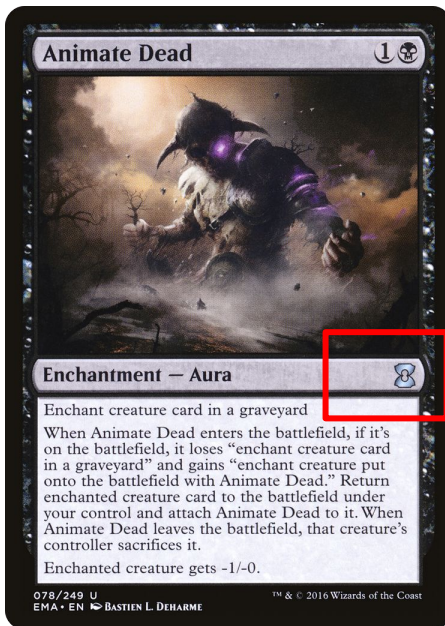 Animate Dead 1
Enchantment — Aura
Enchant creature card in a graveyard
When Animate Dead enters the battlefield, if it's
on the battlefield, it loses “enchant creature card
in a graveyard” and gains “enchant creature put
onto the battlefield with Animate Dead.” Return
enchanted creature card to the battlefield under
your control and attach Animate Dead to it. When
Animate Dead leaves the battlefield, that creature's
controller sacrifices it.
Enchanted creature gets -1/-0.
078/249 U ™ & © 2016 Wizards of the Coast
EMA • EN BASTIEN L. DEHARME